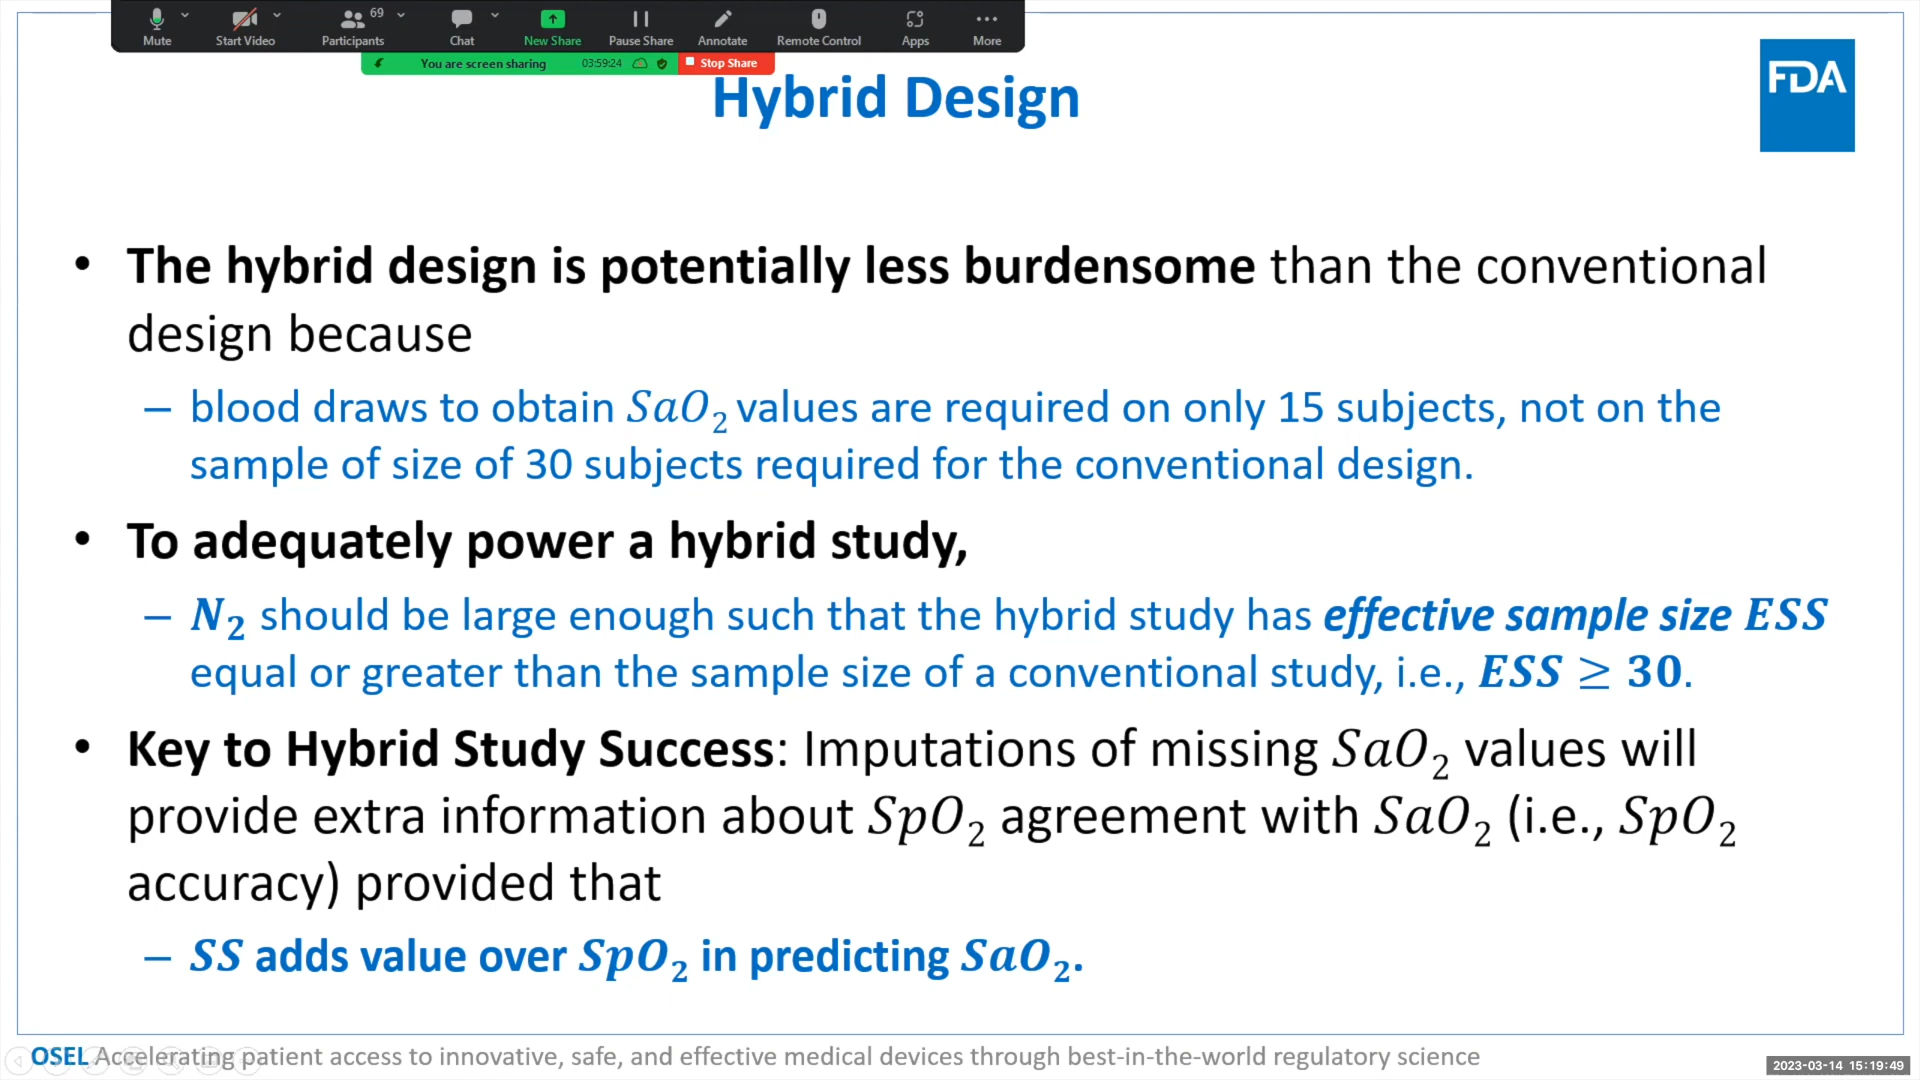 Mute
Start Video
69
Participants
Chat
New Share
Pause Share
Annotate
Remote Control
Apps
More
You are screen sharing 03:59:24 Stop Share
Hybrid Design
FDA
• The hybrid design is potentially less burdensome than the conventional
design because
– blood draws to obtain SaO₂ values are required on only 15 subjects, not on the
sample of size of 30 subjects required for the conventional design.
• To adequately power a hybrid study,
– N₂ should be large enough such that the hybrid study has effective sample size ESS
equal or greater than the sample size of a conventional study, i.e., ESS ≥ 30.
• Key to Hybrid Study Success: Imputations of missing SaO₂ values will
provide extra information about SpO₂ agreement with SaO₂ (i.e., SpO₂
accuracy) provided that
– SS adds value over SpO₂ in predicting SaO₂.
OSEL Accelerating patient access to innovative, safe, and effective medical devices through best-in-the-world regulatory science
2023-03-14 15:19:49